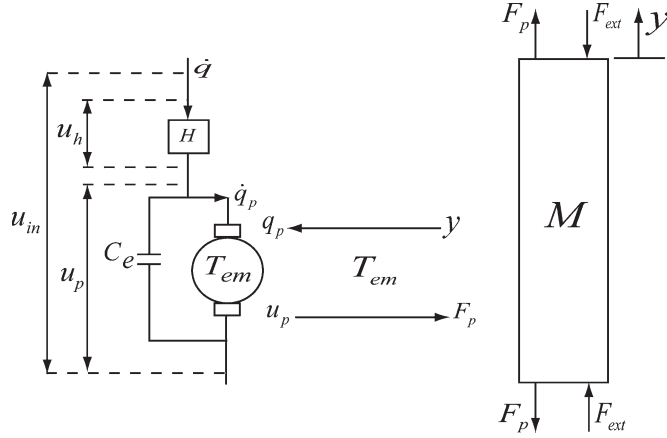 F_p
F_ext
y
q̇
u_h
H
u_in
q̇_p
q_p
y
C_e
T_em
T_em
M
u_p
u_p
F_p
F_p
F_ext